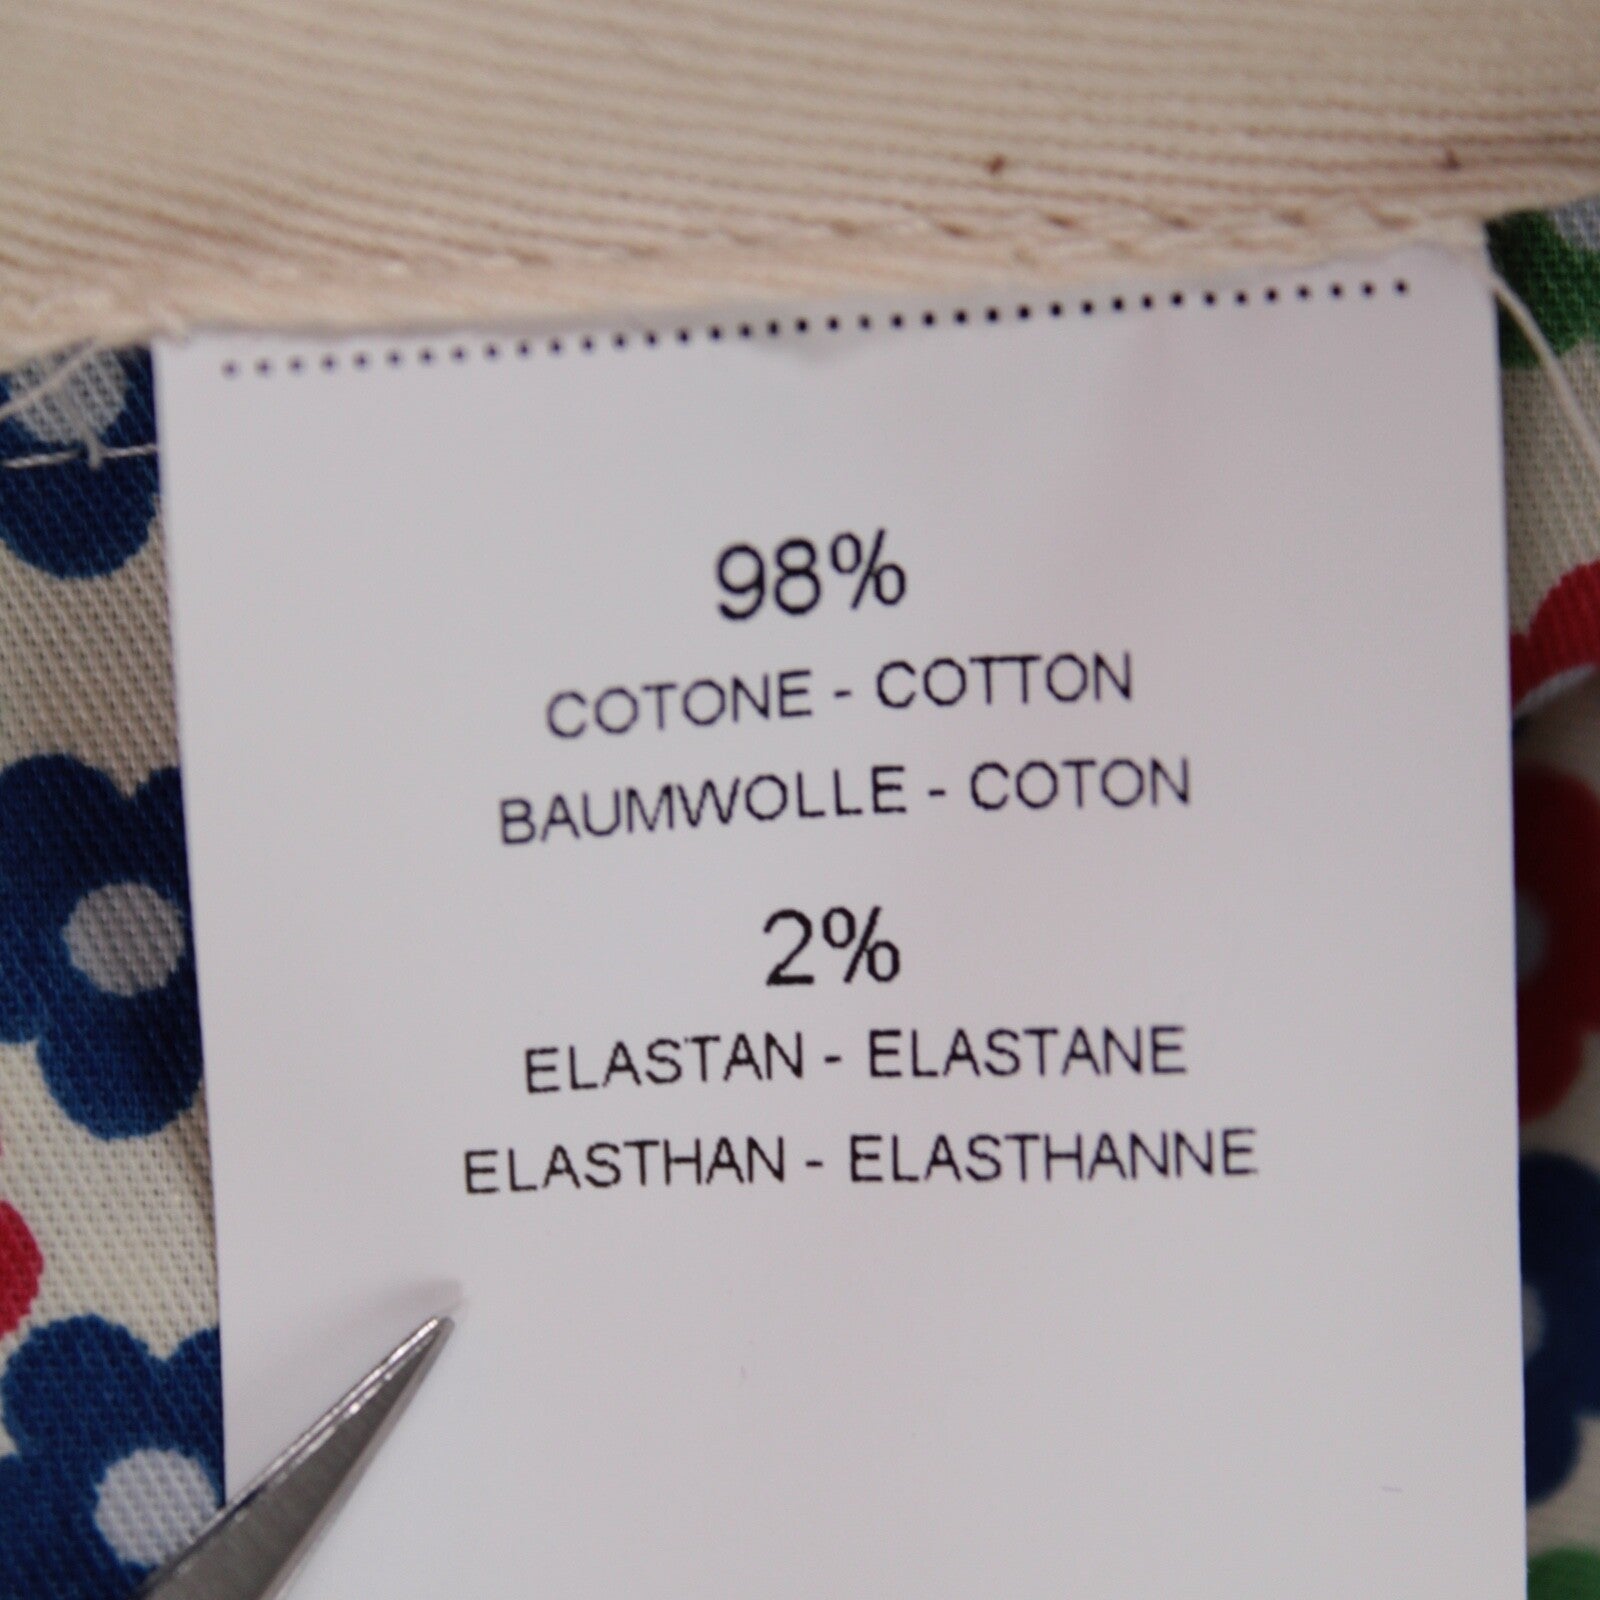 98%
COTONE - COTTON
BAUMWOLLE - COTON
2%
ELASTAN - ELASTANE
ELASTHAN - ELASTHANNE